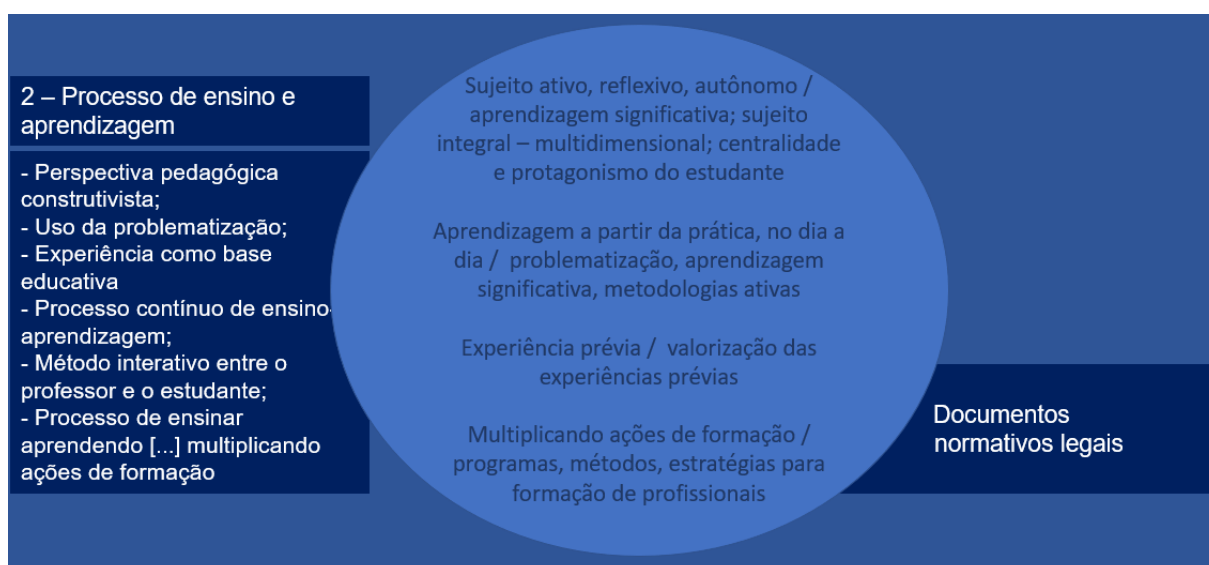 2 – Processo de ensino e
aprendizagem
- Perspectiva pedagógica
construtivista;
- Uso da problematização;
- Experiência como base
educativa
- Processo contínuo de ensino-
aprendizagem;
- Método interativo entre o
professor e o estudante;
- Processo de ensinar
aprendendo [...] multiplicando
ações de formação
Sujeito ativo, reflexivo, autônomo /
aprendizagem significativa; sujeito
integral – multidimensional; centralidade
e protagonismo do estudante
Aprendizagem a partir da prática, no dia a
dia / problematização, aprendizagem
significativa, metodologias ativas
Experiência prévia / valorização das
experiências prévias
Multiplicando ações de formação /
programas, métodos, estratégias para
formação de profissionais
Documentos
normativos legais